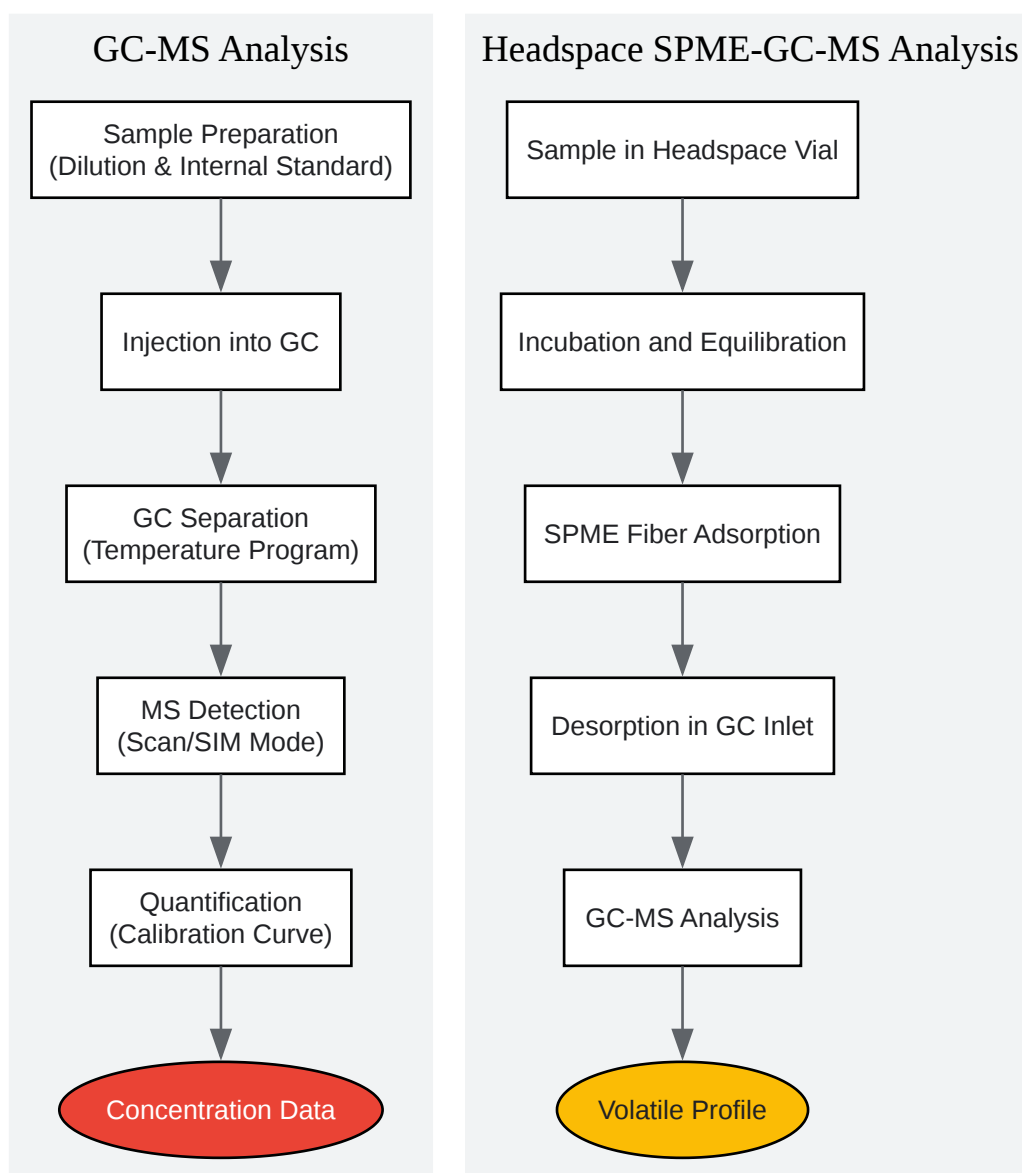 GC-MS Analysis
Sample Preparation
(Dilution & Internal Standard)
Injection into GC
GC Separation
(Temperature Program)
MS Detection
(Scan/SIM Mode)
Quantification
(Calibration Curve)
Concentration Data
Headspace SPME-GC-MS Analysis
Sample in Headspace Vial
Incubation and Equilibration
SPME Fiber Adsorption
Desorption in GC Inlet
GC-MS Analysis
Volatile Profile